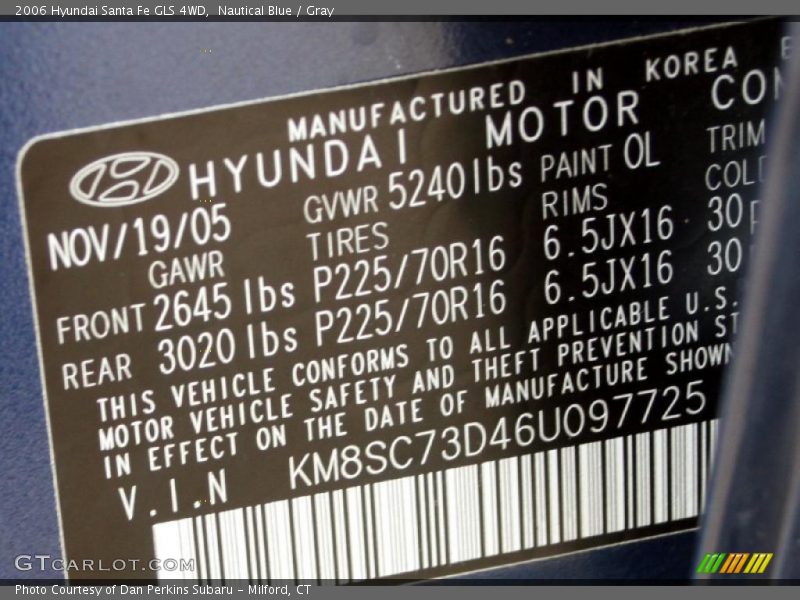 2006 Hyundai Santa Fe GLS 4WD, Nautical Blue / Gray
MANUFACTURED IN KOREA
HYUNDAI MOTOR
NOV/19/05 GVWR 5240lbs PAINT OL TRIM
GAWR TIRES RIMS
FRONT 2645 lbs P225/70R16 6.5JX16 30
REAR 3020 lbs P225/70R16 6.5JX16 30
THIS VEHICLE CONFORMS TO ALL APPLICABLE U.S.
MOTOR VEHICLE SAFETY AND THEFT PREVENTION
IN EFFECT ON THE DATE OF MANUFACTURE SHOWN
V.I.N KM8SC73D46U097725
GTcarlot.com
Photo Courtesy of Dan Perkins Subaru - Milford, CT